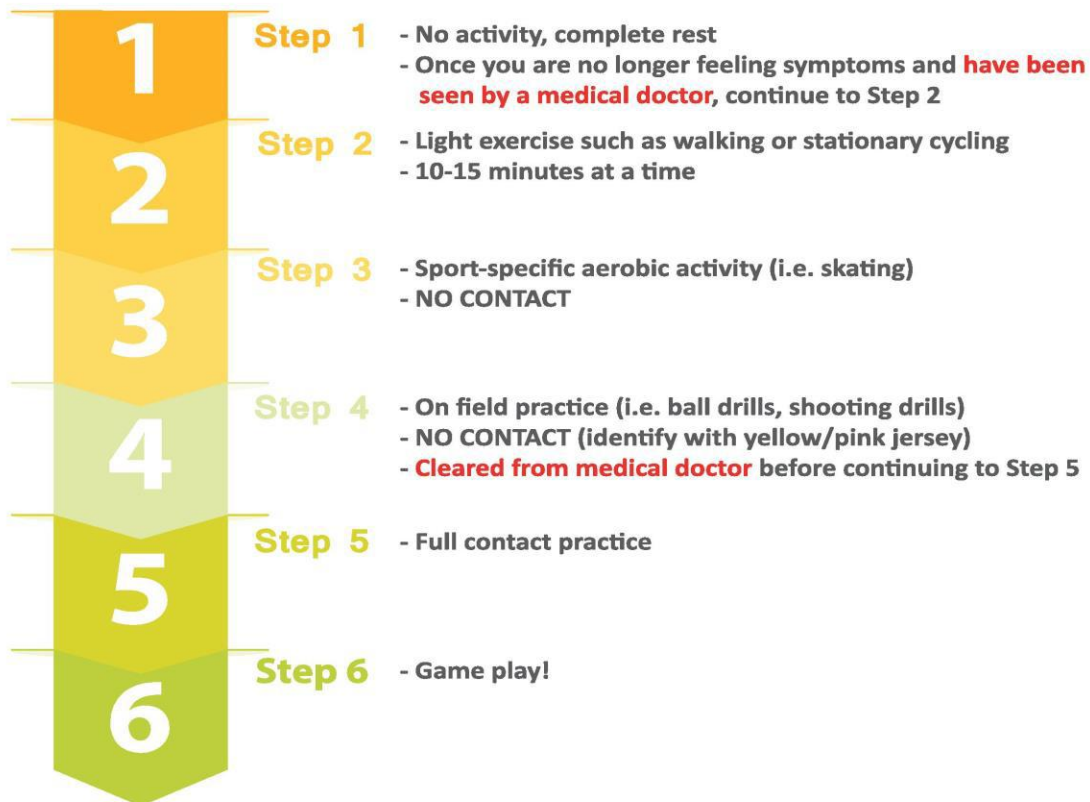 1
Step 1
- No activity, complete rest
- Once you are no longer feeling symptoms and have been
seen by a medical doctor, continue to Step 2
2
Step 2
- Light exercise such as walking or stationary cycling
- 10-15 minutes at a time
3
Step 3
- Sport-specific aerobic activity (i.e. skating)
- NO CONTACT
4
Step 4
- On field practice (i.e. ball drills, shooting drills)
- NO CONTACT (identify with yellow/pink jersey)
- Cleared from medical doctor before continuing to Step 5
5
Step 5
- Full contact practice
6
Step 6
- Game play!